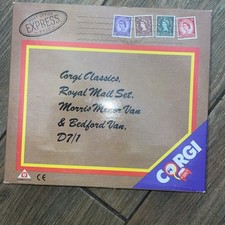 EXPRESS
Corgi Classics,
Royal Mail Set,
Morris Minor Van
& Bedford Van,
D7/1
CORGI
CE